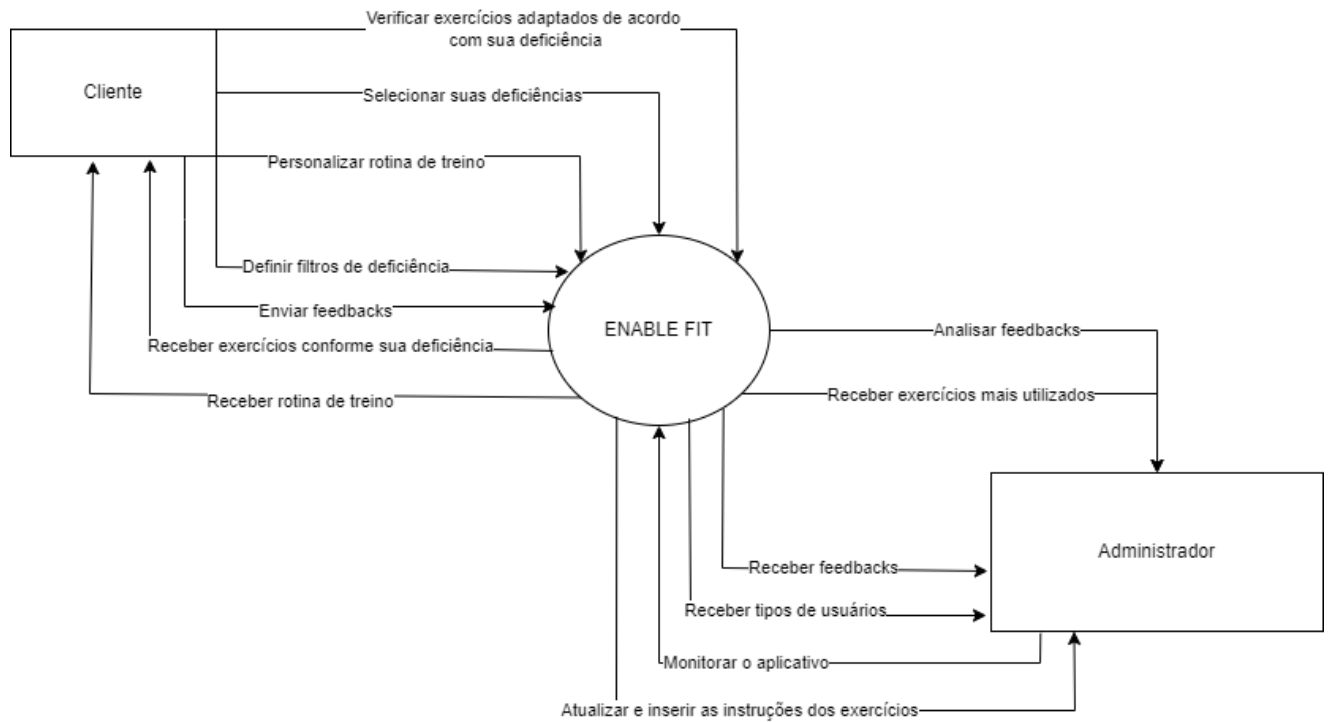 Verificar exercícios adaptados de acordo
com sua deficiência
Cliente
Selecionar suas deficiências
Personalizar rotina de treino
Definir filtros de deficiência
Enviar feedbacks
ENABLE FIT
Analisar feedbacks
Receber exercícios conforme sua deficiência
Receber rotina de treino
Receber exercícios mais utilizados
Administrador
Receber feedbacks
Receber tipos de usuários
Monitorar o aplicativo
Atualizar e inserir as instruções dos exercícios